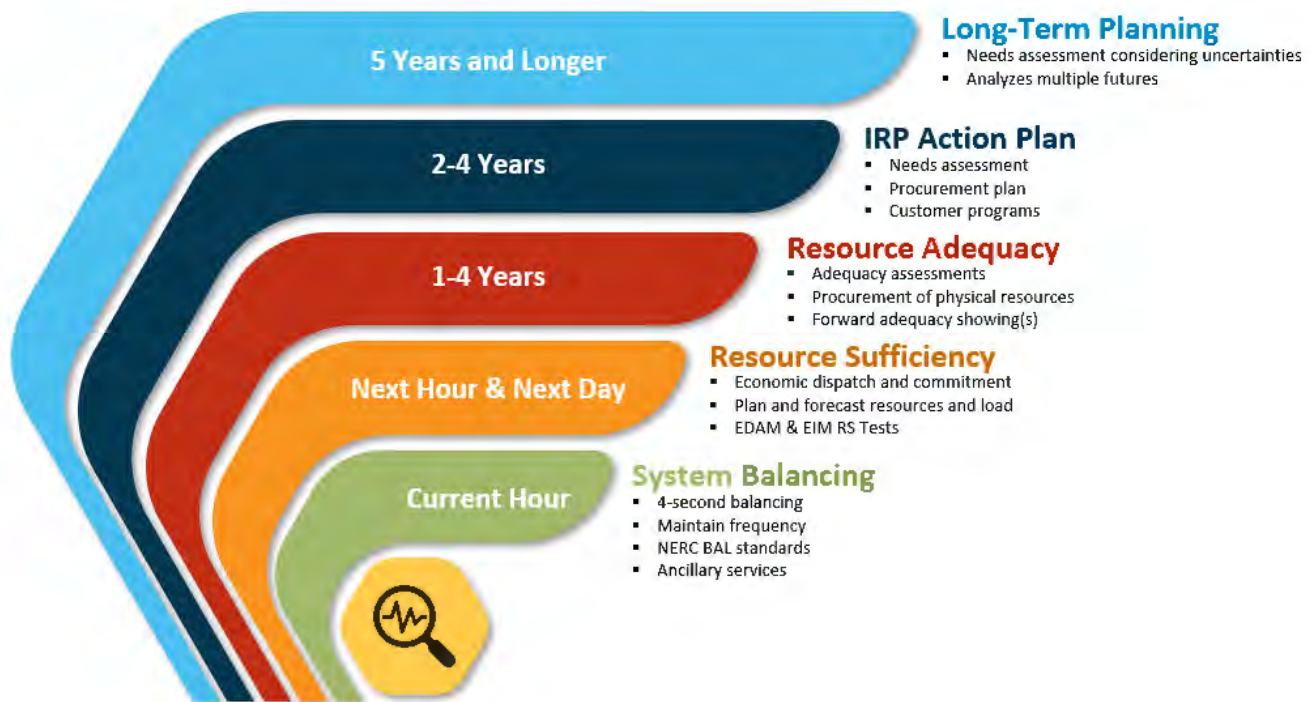 5 Years and Longer
Long-Term Planning
▪ Needs assessment considering uncertainties
▪ Analyzes multiple futures
2-4 Years
IRP Action Plan
▪ Needs assessment
▪ Procurement plan
▪ Customer programs
1-4 Years
Resource Adequacy
▪ Adequacy assessments
▪ Procurement of physical resources
▪ Forward adequacy showing(s)
Next Hour & Next Day
Resource Sufficiency
▪ Economic dispatch and commitment
▪ Plan and forecast resources and load
▪ EDAM & EIM RS Tests
Current Hour
System Balancing
▪ 4-second balancing
▪ Maintain frequency
▪ NERC BAL standards
▪ Ancillary services